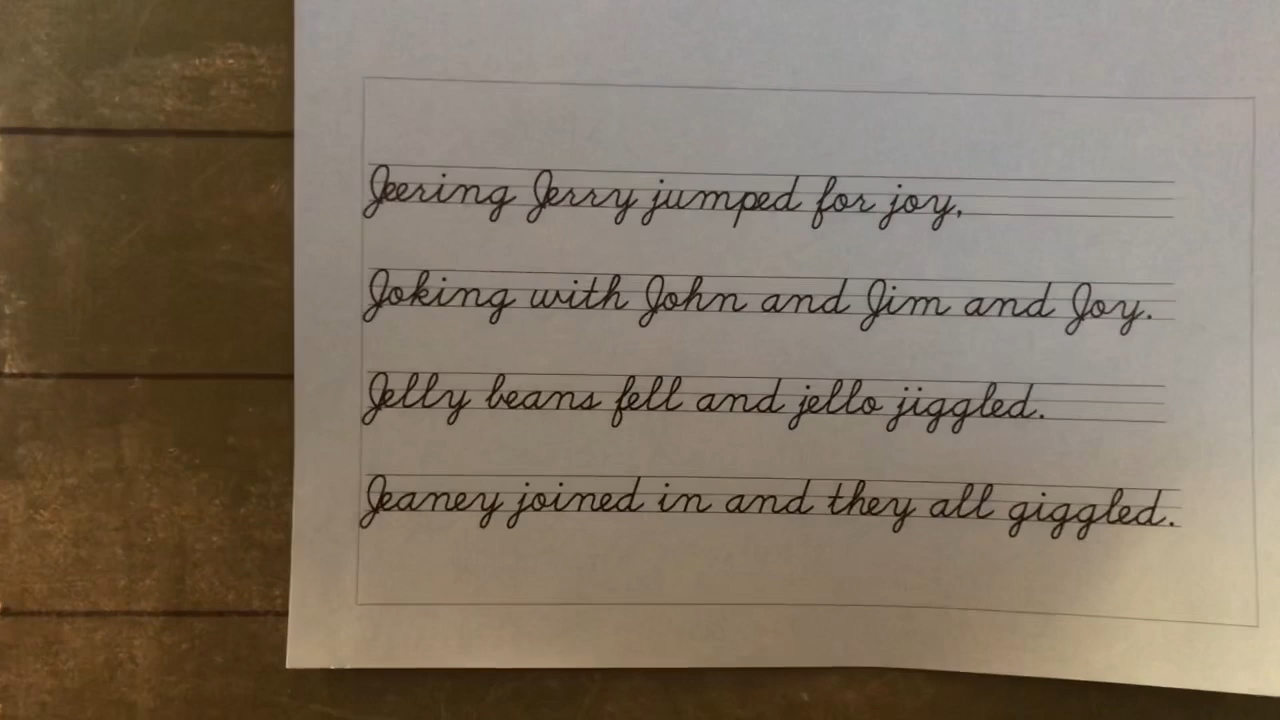 Jeering Jerry jumped for joy,
Joking with John and Jim and Joy.
Jelly beans fell and jello jiggled.
Jeaney joined in and they all giggled.